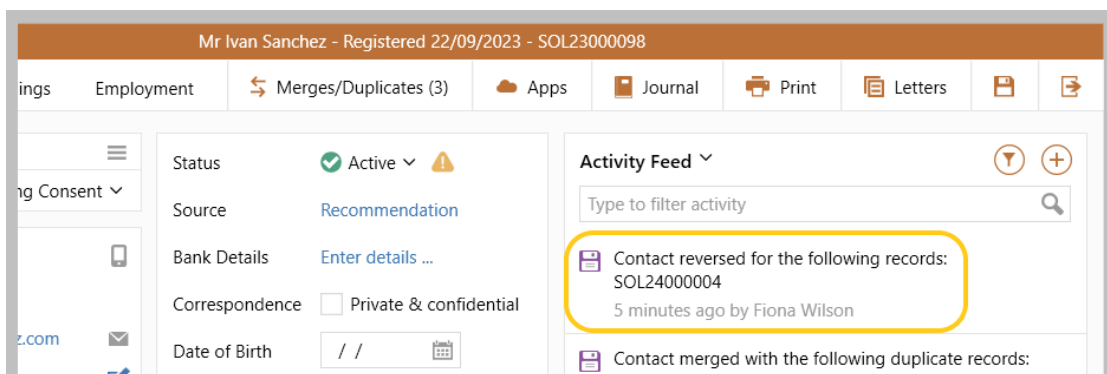 Mr Ivan Sanchez - Registered 22/09/2023 - SOL23000098
ings Employment Merges/Duplicates (3) Apps Journal Print Letters
ng Consent
z.com
Status Active
Source Recommendation
Bank Details Enter details ...
Correspondence Private & confidential
Date of Birth / /
Activity Feed
Type to filter activity
Contact reversed for the following records:
SOL24000004
5 minutes ago by Fiona Wilson
Contact merged with the following duplicate records: